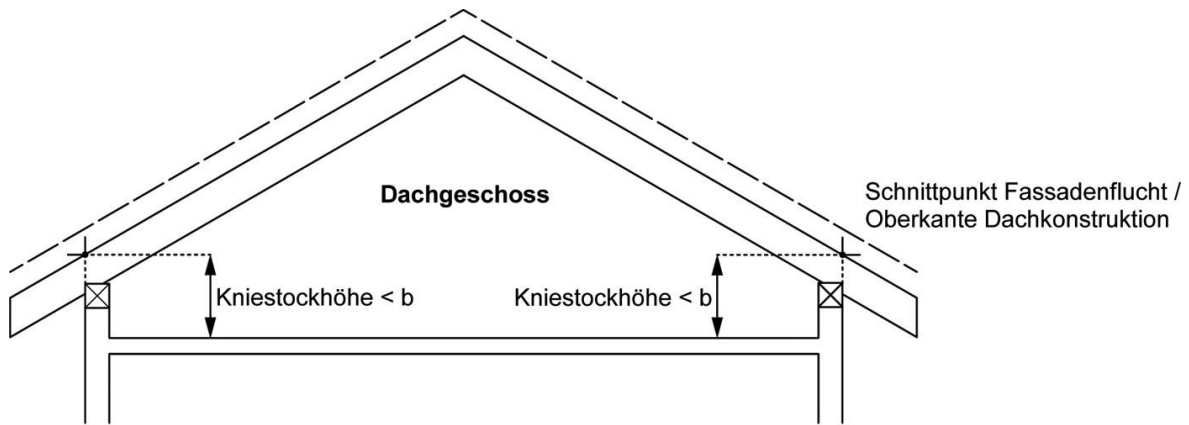 Dachgeschoss
Schnittpunkt Fassadenflucht /
Oberkante Dachkonstruktion
Kniestockhöhe < b
Kniestockhöhe < b